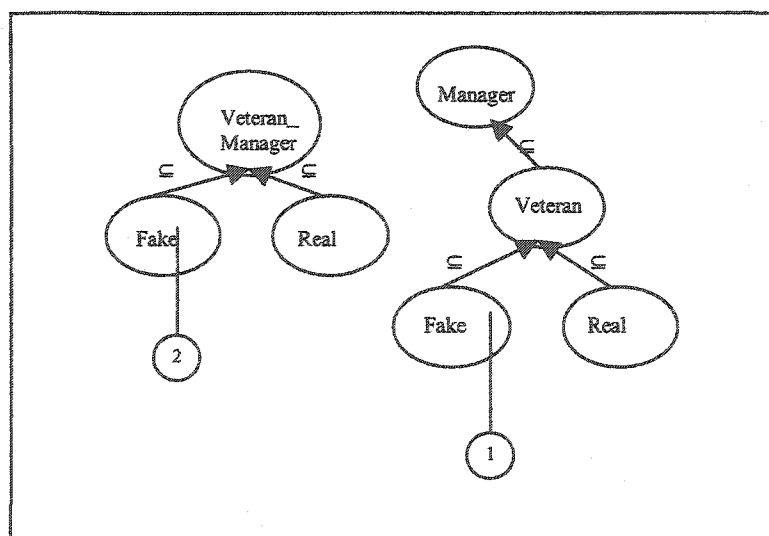 Manager
Veteran_
Manager
⊆
⊆
⊆
Veteran
Fake
Real
⊆
⊆
Fake
Real
2
1